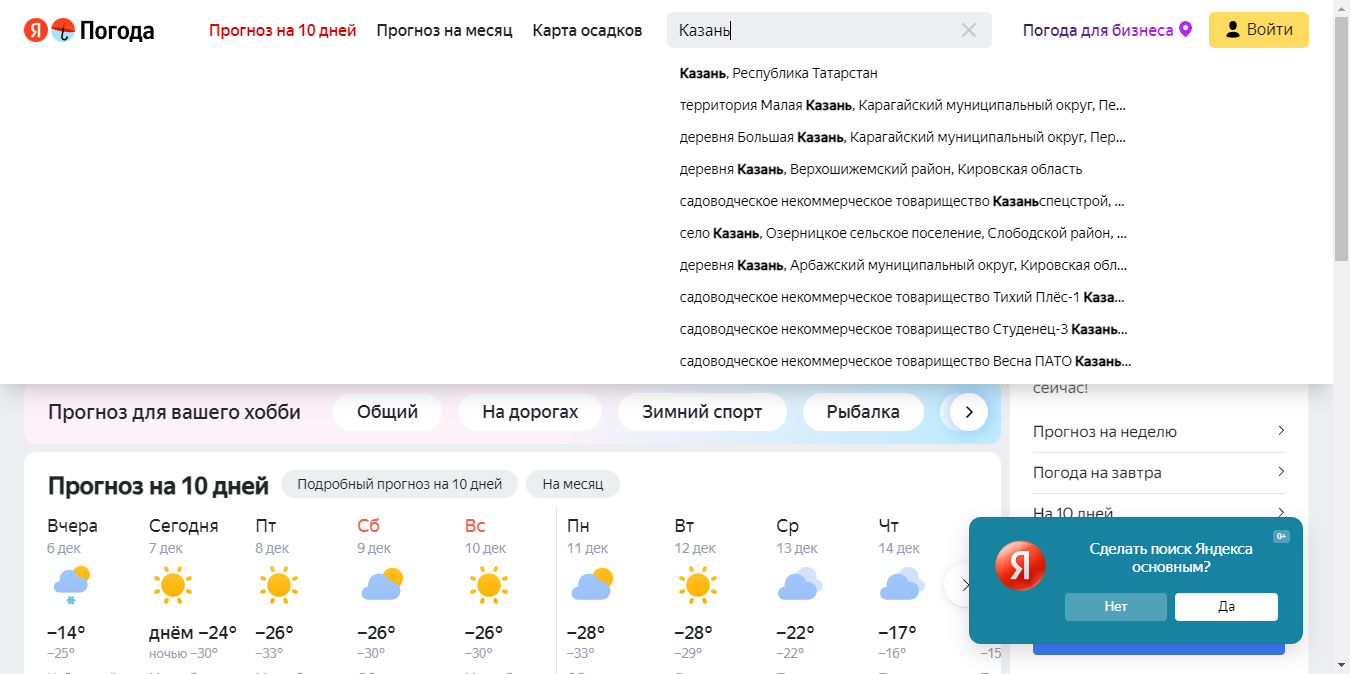 Я Погода
Прогноз на 10 дней
Прогноз на месяц
Карта осадков
Казань
Погода для бизнеса
Войти
Казань, Республика Татарстан
территория Малая Казань, Карагайский муниципальный округ, Пе...
деревня Большая Казань, Карагайский муниципальный округ, Пер...
деревня Казань, Верхошижемский район, Кировская область
садоводческое некоммерческое товарищество Казаньспецстрой, ...
село Казань, Озерницкое сельское поселение, Слободской район, ...
деревня Казань, Арбажский муниципальный округ, Кировская обл...
садоводческое некоммерческое товарищество Тихий Плёс-1 Каза...
садоводческое некоммерческое товарищество Студенец-3 Казань...
садоводческое некоммерческое товарищество Весна ПАТО Казань...
Прогноз для вашего хобби
Общий
На дорогах
Зимний спорт
Рыбалка
сейчас!
Прогноз на неделю
Погода на завтра
На 10 дней
Прогноз на 10 дней
Подробный прогноз на 10 дней
На месяц
Вчера Сегодня Пт Сб Вс Пн Вт Ср Чт
6 дек 7 дек 8 дек 9 дек 10 дек 11 дек 12 дек 13 дек 14 дек
−14° днём −24° −26° −26° −26° −28° −28° −22° −17°
−25° ночью −30° −33° −30° −30° −33° −29° −22° −16° −15
0+
Я
Сделать поиск Яндекса
основным?
Нет
Да